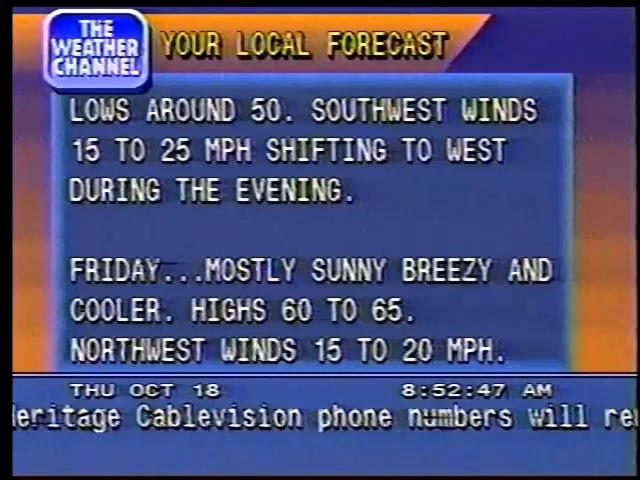 THE
WEATHER
CHANNEL
YOUR LOCAL FORECAST
LOWS AROUND 50. SOUTHWEST WINDS
15 TO 25 MPH SHIFTING TO WEST
DURING THE EVENING.
FRIDAY...MOSTLY SUNNY BREEZY AND
COOLER. HIGHS 60 TO 65.
NORTHWEST WINDS 15 TO 20 MPH.
THU OCT 18 8:52:47 AM
eritage Cablevision phone numbers will re